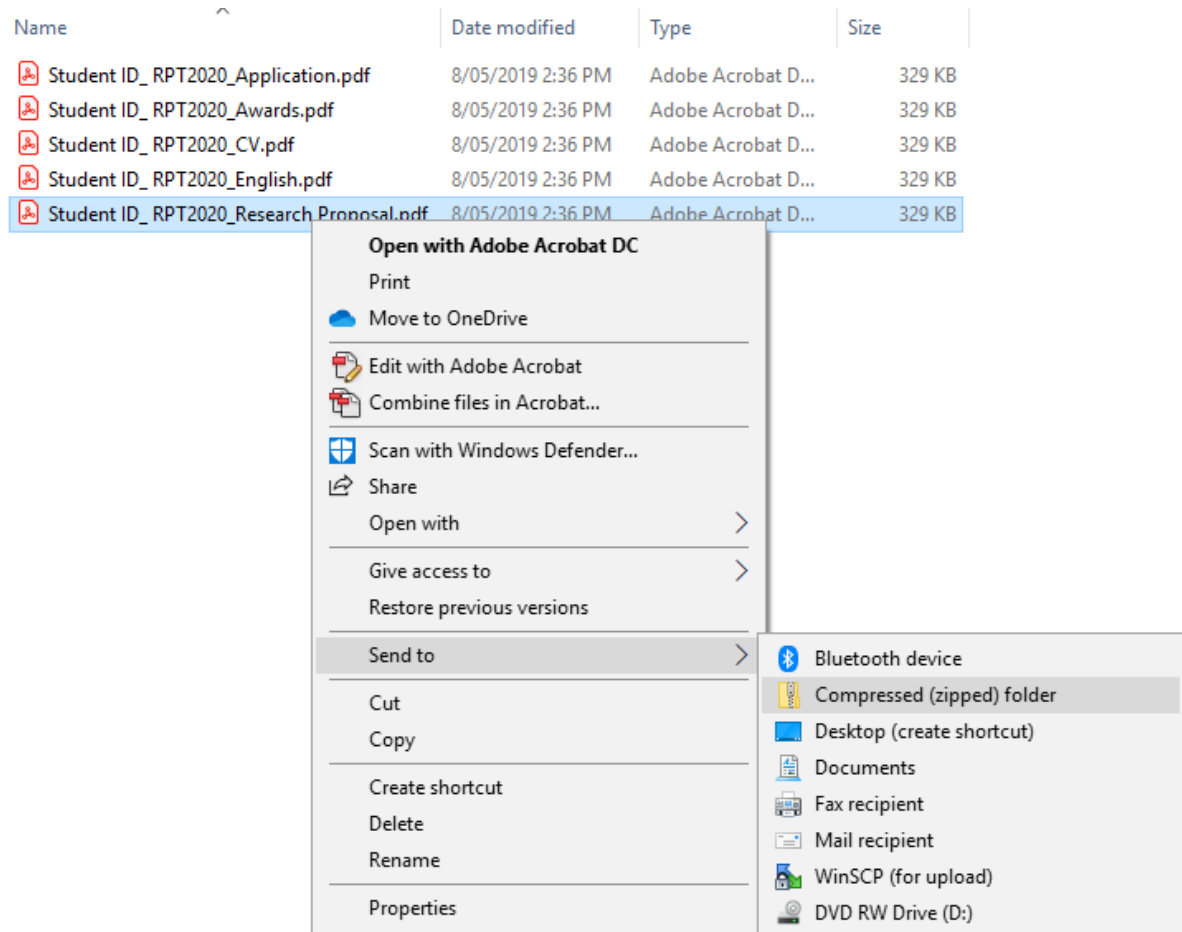 Name Date modified Type Size
Student ID_ RPT2020_Application.pdf 8/05/2019 2:36 PM Adobe Acrobat D... 329 KB
Student ID_ RPT2020_Awards.pdf 8/05/2019 2:36 PM Adobe Acrobat D... 329 KB
Student ID_ RPT2020_CV.pdf 8/05/2019 2:36 PM Adobe Acrobat D... 329 KB
Student ID_ RPT2020_English.pdf 8/05/2019 2:36 PM Adobe Acrobat D... 329 KB
Student ID_ RPT2020_Research Proposal.pdf 8/05/2019 2:36 PM Adobe Acrobat D... 329 KB
Open with Adobe Acrobat DC
Print
Move to OneDrive
Edit with Adobe Acrobat
Combine files in Acrobat...
Scan with Windows Defender...
Share
Open with
Give access to
Restore previous versions
Send to
Cut
Copy
Create shortcut
Delete
Rename
Properties
Bluetooth device
Compressed (zipped) folder
Desktop (create shortcut)
Documents
Fax recipient
Mail recipient
WinSCP (for upload)
DVD RW Drive (D:)